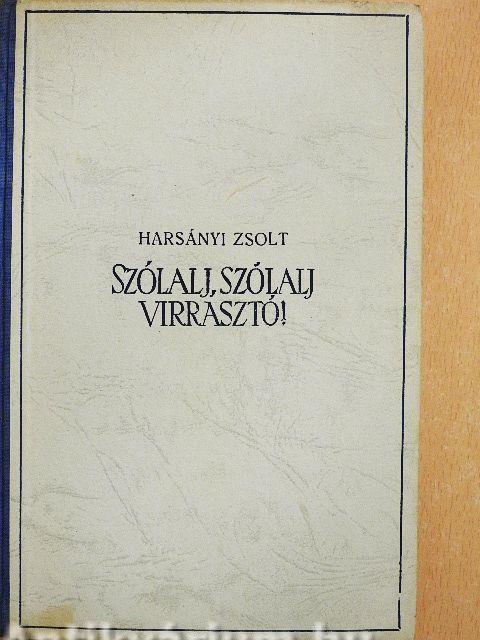 HARSÁNYI ZSOLT
SZÓLALJ, SZÓLALJ
VIRRASZTÓ!